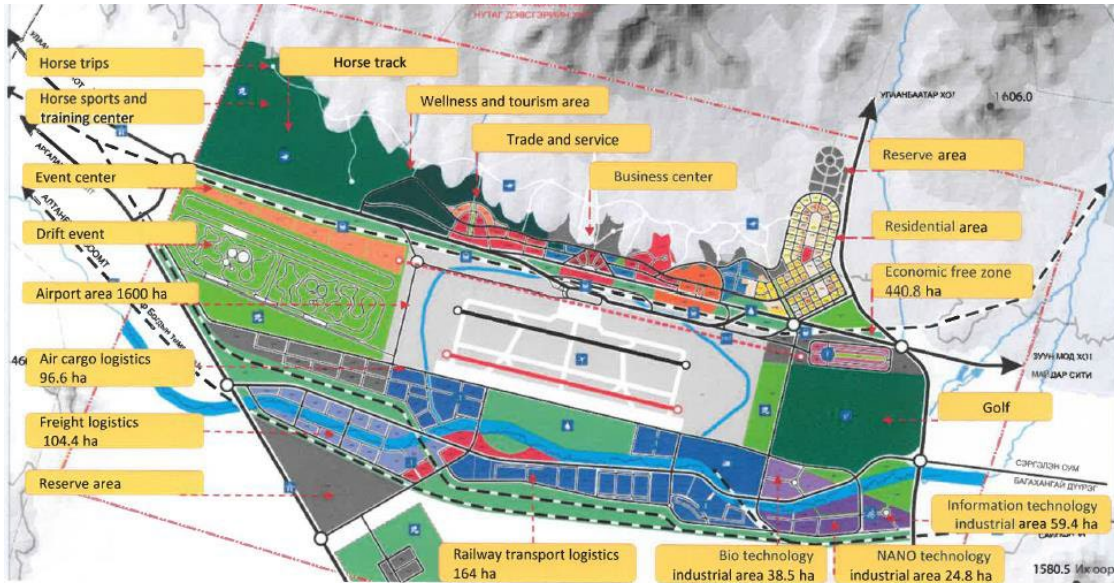 НУТАГ ДЭВСГЭРИЙН
Horse trips
Horse track
Horse sports and
training center
Wellness and tourism area
Trade and service
Business center
УЛААНБААТАР ХОТ
1606.0
Reserve area
Event center
Residential area
Drift event
Economic free zone
440.8 ha
Airport area 1600 ha
Air cargo logistics
96.6 ha
ЗУУН МОД ХОТ
МАЙДАР СИТИ
Golf
Freight logistics
104.4 ha
СЭРГЭЛЭН СУМ
БАГАХАНГАЙ ДҮҮРЭГ
Reserve area
Information technology
industrial area 59.4 ha
Railway transport logistics
164 ha
Bio technology
industrial area 38.5 ha
NANO technology
industrial area 24.8 ha
1580.5